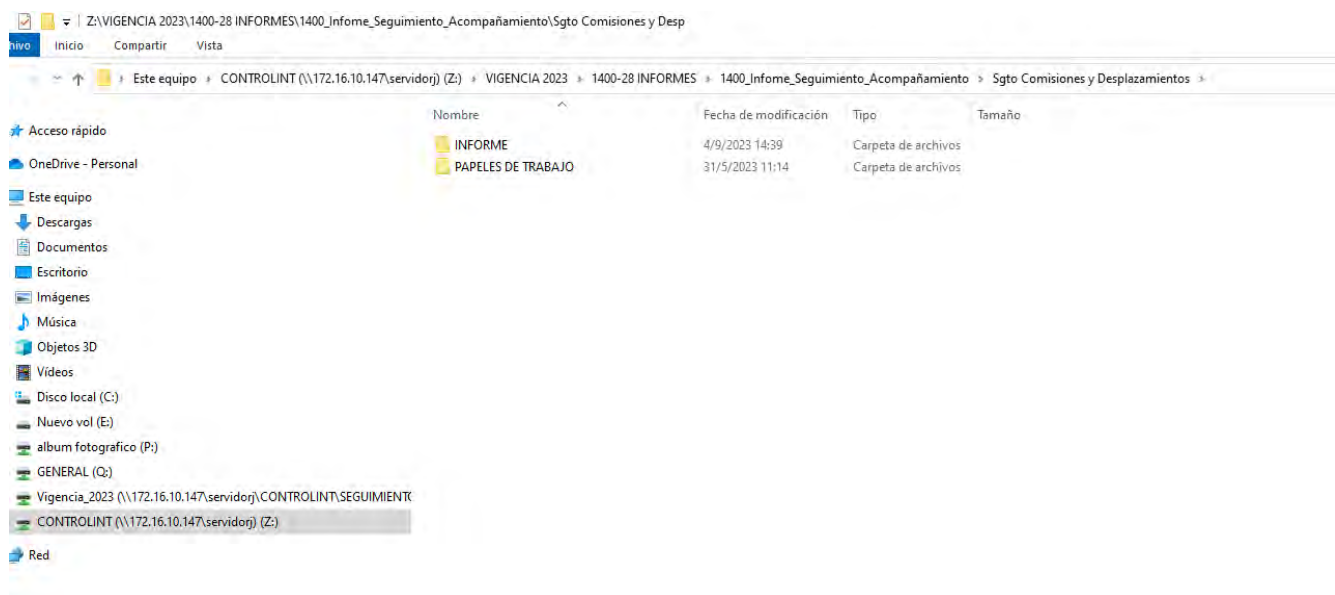 Z:\VIGENCIA 2023\1400-28 INFORMES\1400_Infome_Seguimiento_Acompañamiento\Sgto Comisiones y Desp
hivo Inicio Compartir Vista
Este equipo CONTROLINT (\\172.16.10.147\servidorj) (Z:) VIGENCIA 2023 1400-28 INFORMES 1400_Infome_Seguimiento_Acompañamiento Sgto Comisiones y Desplazamientos
Nombre Fecha de modificación Tipo Tamaño
INFORME 4/9/2023 14:39 Carpeta de archivos
PAPELES DE TRABAJO 31/5/2023 11:14 Carpeta de archivos
Acceso rápido
OneDrive - Personal
Este equipo
Descargas
Documentos
Escritorio
Imágenes
Música
Objetos 3D
Vídeos
Disco local (C:)
Nuevo vol (E:)
album fotografico (P:)
GENERAL (Q:)
Vigencia_2023 (\\172.16.10.147\servidorj\CONTROLINT\SEGUIMIENTO
CONTROLINT (\\172.16.10.147\servidorj) (Z:)
Red